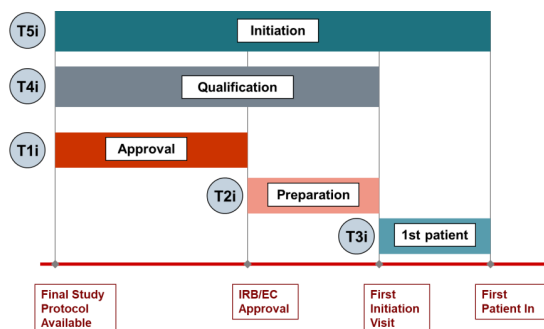 T5i
Initiation
T4i
Qualification
T1i
Approval
T2i
Preparation
T3i
1st patient
Final Study
Protocol
Available
IRB/EC
Approval
First
Initiation
Visit
First
Patient In